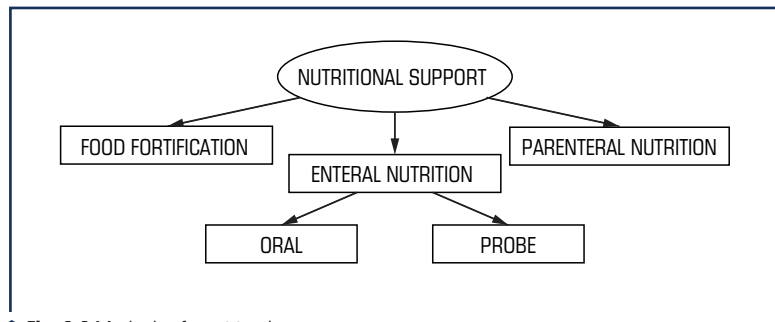 NUTRITIONAL SUPPORT
FOOD FORTIFICATION
PARENTERAL NUTRITION
ENTERAL NUTRITION
ORAL
PROBE